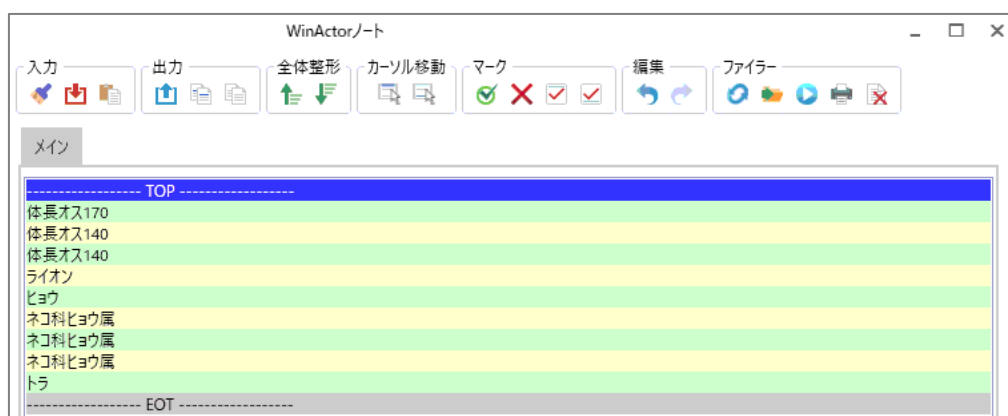 WinActorノート
入力 出力 全体整形 カーソル移動 マーク 編集 ファイラー
メイン
------------------ TOP ------------------
体長オス170
体長オス140
体長オス140
ライオン
ヒョウ
ネコ科ヒョウ属
ネコ科ヒョウ属
ネコ科ヒョウ属
トラ
------------------ EOT ------------------